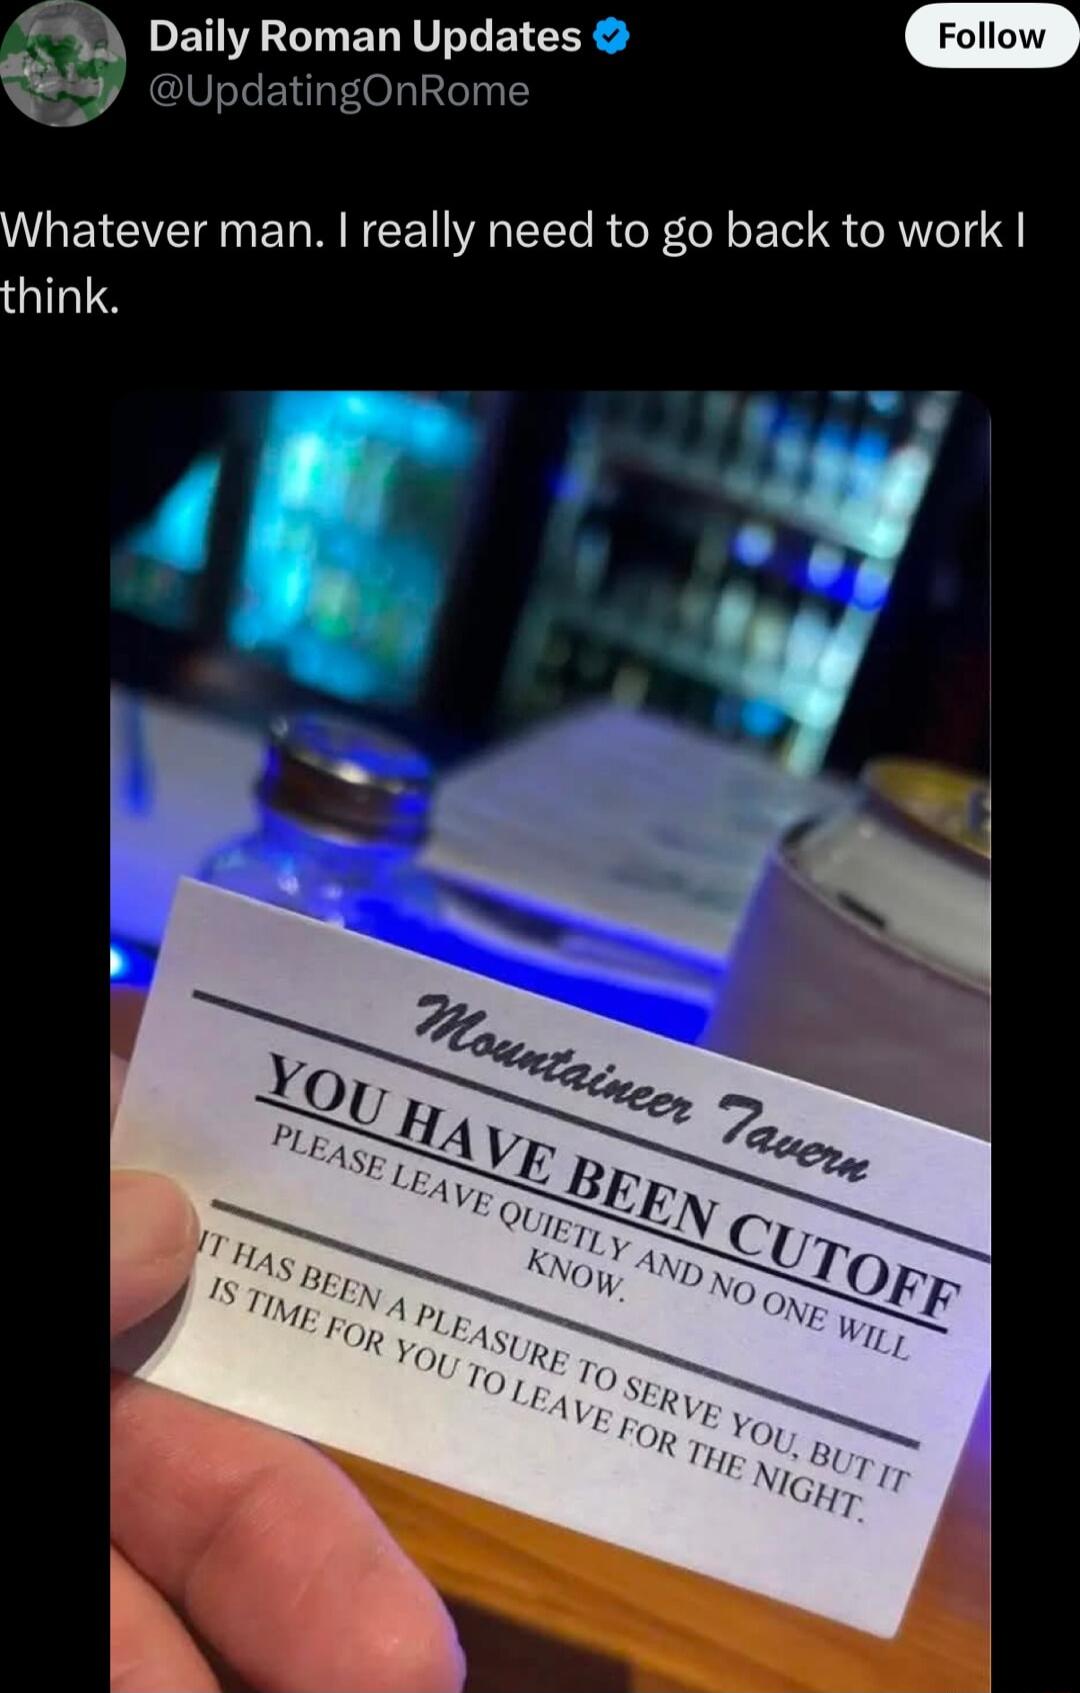 Daily Roman Updates
Follow
@UpdatingOnRome
Whatever man. I really need to go back to work I
think.
Mountaineer Tavern
YOU HAVE BEEN CUTOFF
PLEASE LEAVE QUIETLY AND NO ONE WILL
KNOW.
IT HAS BEEN A PLEASURE TO SERVE YOU, BUT IT
IS TIME FOR YOU TO LEAVE FOR THE NIGHT.